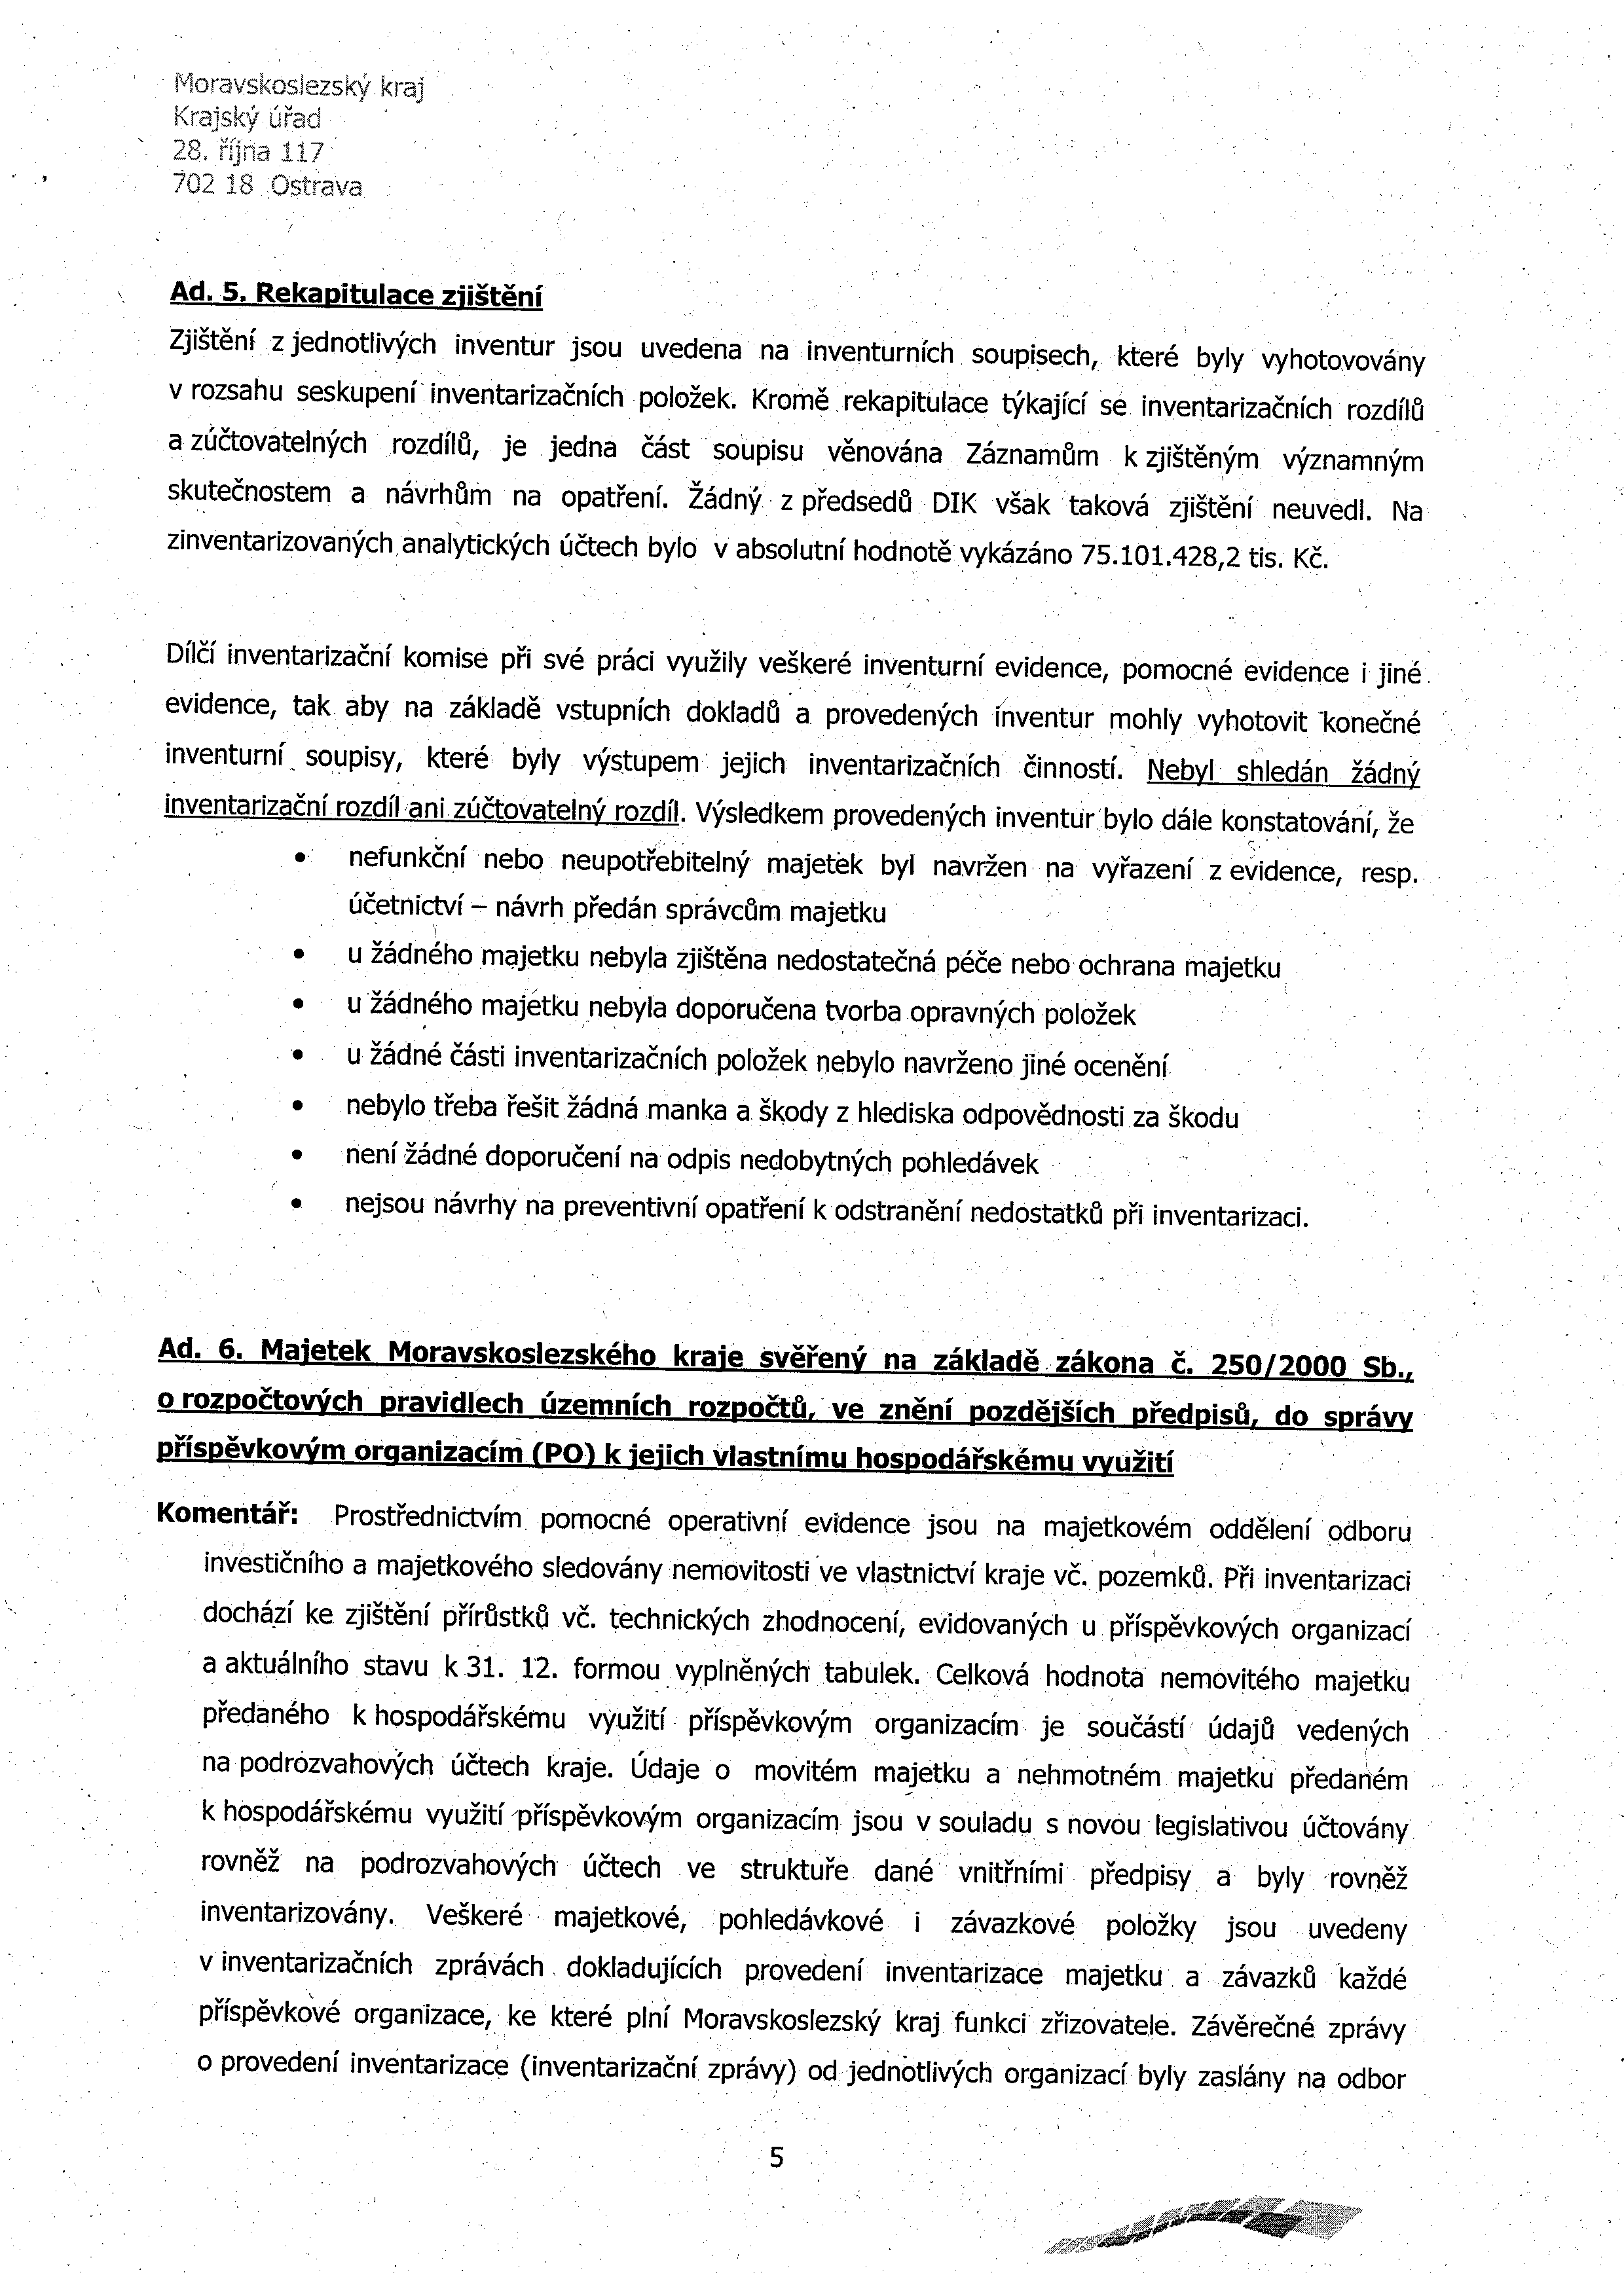 Moravskoslezský kraj
Krajský úřad
28. října 117
702 18 Ostrava
Ad. 5. Rekapitulace zjištění
Zjištění z jednotlivých inventur jsou uvedena na inventurních soupisech, které byly vyhotovovány
v rozsahu seskupení inventarizačních položek. Kromě rekapitulace týkající se inventarizačních rozdílů
a zúčtovatelných rozdílů, je jedna část soupisu věnována Záznamům k zjištěným významným
skutečnostem a návrhům na opatření. Žádný z předsedů DIK však taková zjištění neuvedl. Na
zinventarizovaných analytických účtech bylo v absolutní hodnotě vykázáno 75.101.428,2 tis. Kč.
Dílčí inventarizační komise při své práci využily veškeré inventurní evidence, pomocné evidence i jiné
evidence, tak aby na základě vstupních dokladů a provedených inventur mohly vyhotovit konečné
inventurní soupisy, které byly výstupem jejich inventarizačních činností. Nebyl shledán žádný
inventarizační rozdíl ani zúčtovatelný rozdíl. Výsledkem provedených inventur bylo dále konstatování, že
• nefunkční nebo neupotřebitelný majetek byl navržen na vyřazení z evidence, resp.
účetnictví – návrh předán správcům majetku
• u žádného majetku nebyla zjištěna nedostatečná péče nebo ochrana majetku
• u žádného majetku nebyla doporučena tvorba opravných položek
• u žádné části inventarizačních položek nebylo navrženo jiné ocenění
• nebylo třeba řešit žádná manka a škody z hlediska odpovědnosti za škodu
• není žádné doporučení na odpis nedobytných pohledávek
• nejsou návrhy na preventivní opatření k odstranění nedostatků při inventarizaci.
Ad. 6. Majetek Moravskoslezského kraje svěřený na základě zákona č. 250/2000 Sb.,
o rozpočtových pravidlech územních rozpočtů, ve znění pozdějších předpisů, do správy
příspěvkovým organizacím (PO) k jejich vlastnímu hospodářskému využití
Komentář: Prostřednictvím pomocné operativní evidence jsou na majetkovém oddělení odboru
investičního a majetkového sledovány nemovitosti ve vlastnictví kraje vč. pozemků. Při inventarizaci
dochází ke zjištění přírůstků vč. technických zhodnocení, evidovaných u příspěvkových organizací
a aktuálního stavu k 31. 12. formou vyplněných tabulek. Celková hodnota nemovitého majetku
předaného k hospodářskému využití příspěvkovým organizacím je součástí údajů vedených
na podrozvahových účtech kraje. Údaje o movitém majetku a nehmotném majetku předaném
k hospodářskému využití příspěvkovým organizacím jsou v souladu s novou legislativou účtovány
rovněž na podrozvahových účtech ve struktuře dané vnitřními předpisy a byly rovněž
inventarizovány. Veškeré majetkové, pohledávkové i závazkové položky jsou uvedeny
v inventarizačních zprávách dokladujících provedení inventarizace majetku a závazků každé
příspěvkové organizace, ke které plní Moravskoslezský kraj funkci zřizovatele. Závěrečné zprávy
o provedení inventarizace (inventarizační zprávy) od jednotlivých organizací byly zaslány na odbor
5